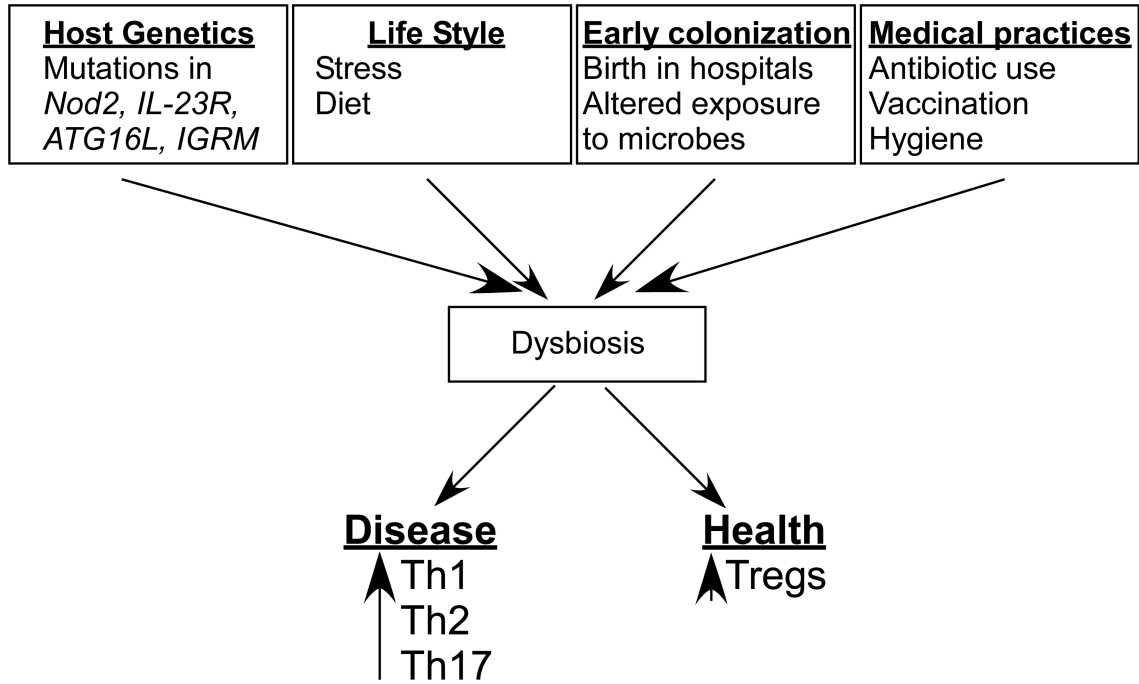 Host Genetics
Mutations in
Nod2, IL-23R,
ATG16L, IGRM
Life Style
Stress
Diet
Early colonization
Birth in hospitals
Altered exposure
to microbes
Medical practices
Antibiotic use
Vaccination
Hygiene
Dysbiosis
Disease
Th1
Th2
Th17
Health
Tregs